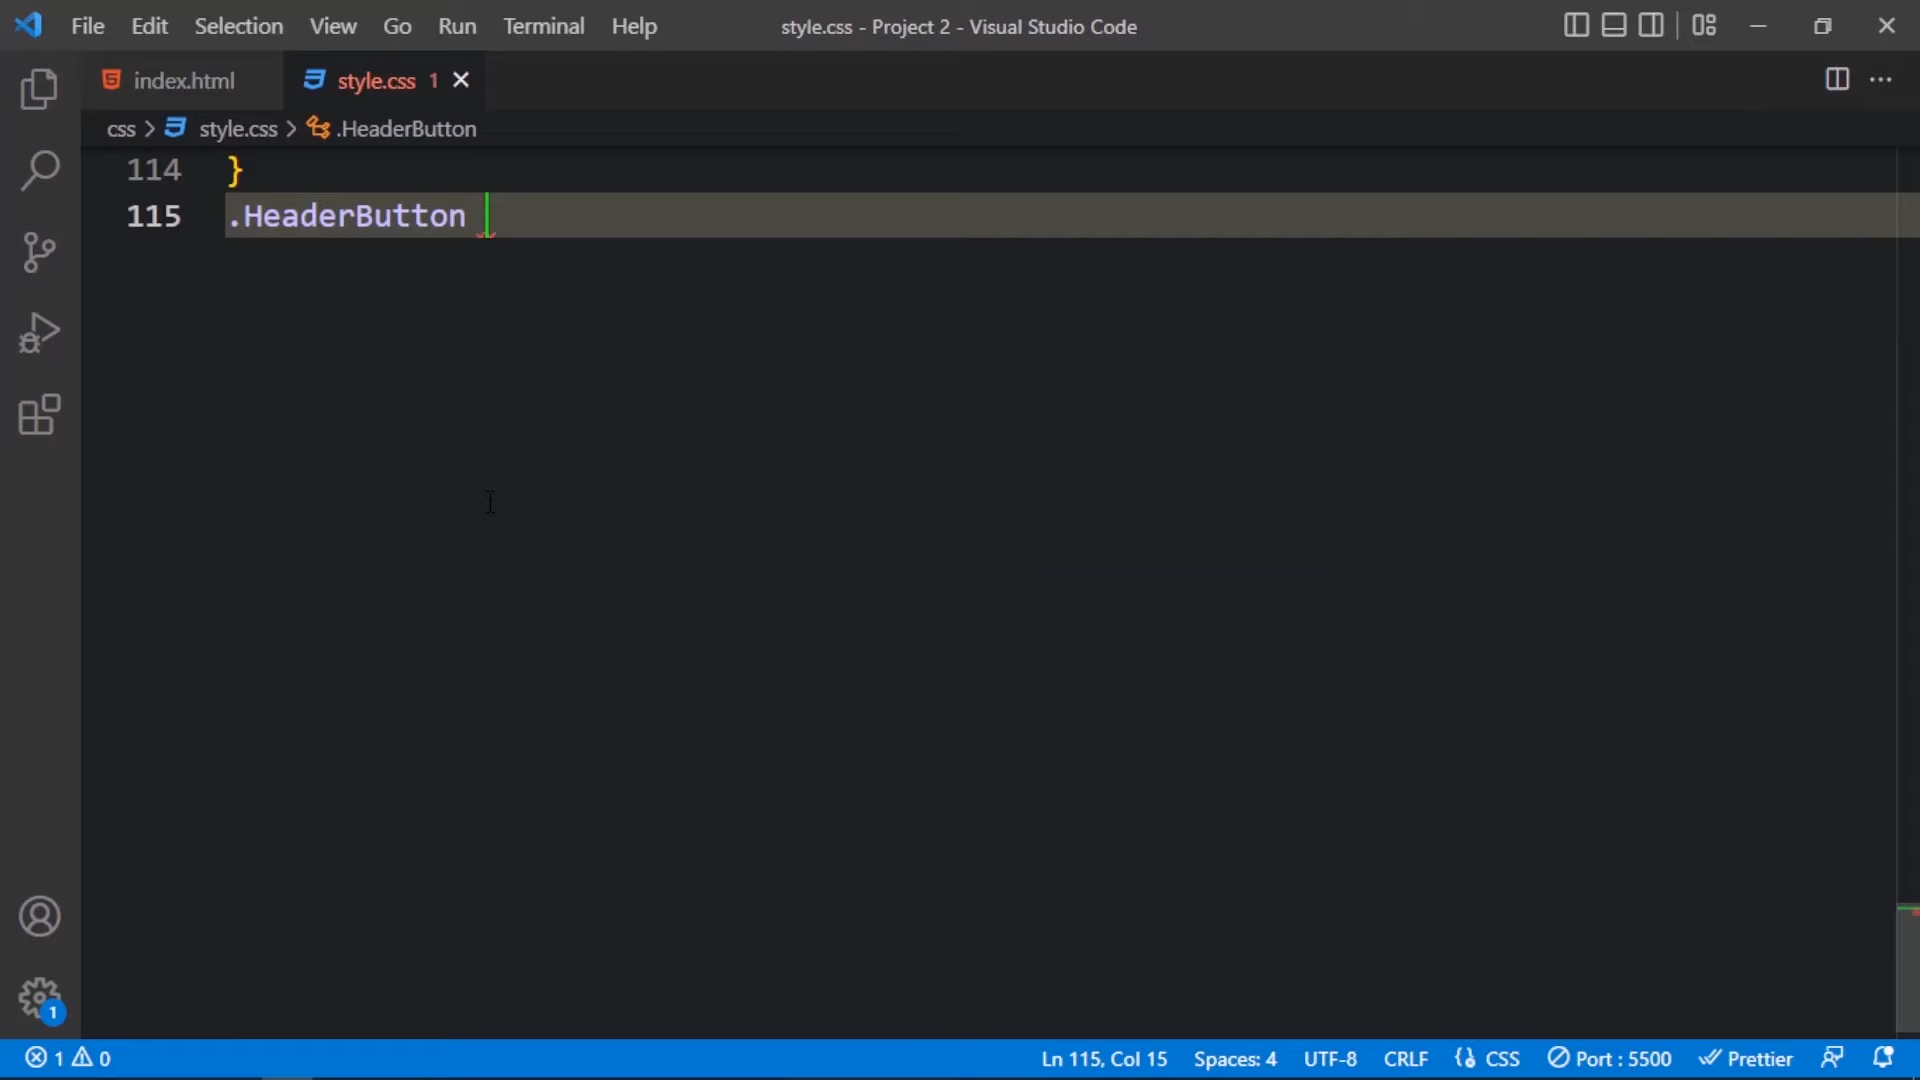 File Edit Selection View Go Run Terminal Help style.css - Project 2 - Visual Studio Code
index.html style.css 1
css > style.css > .HeaderButton
114 }
115 .HeaderButton
1
1 0 Ln 115, Col 15 Spaces: 4 UTF-8 CRLF CSS Port : 5500 Prettier